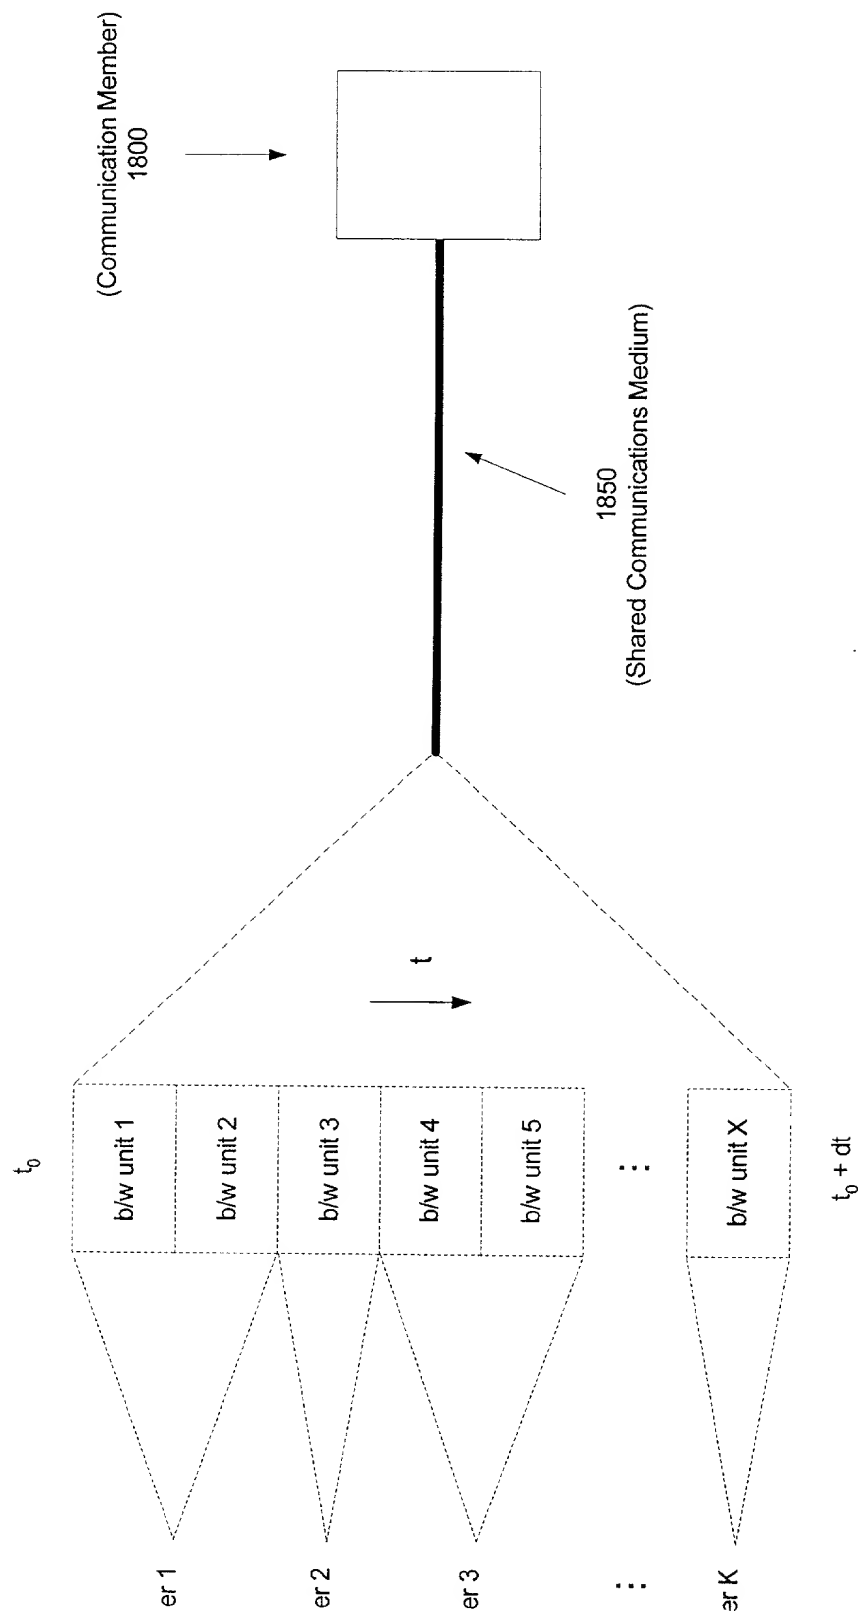 (Communication Member)
1800
1850
(Shared Communications Medium)
t
t₀
b/w unit 1
b/w unit 2
b/w unit 3
b/w unit 4
b/w unit 5
...
b/w unit X
t₀ + dt
er 1
er 2
er 3
...
er K